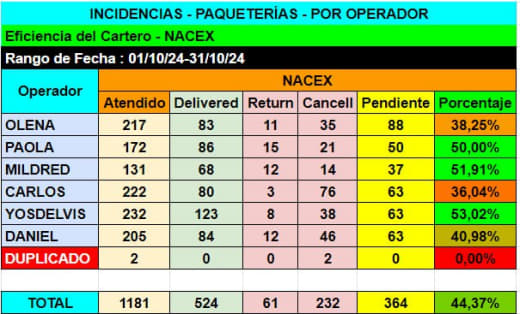 INCIDENCIAS - PAQUETERÍAS - POR OPERADOR
Eficiencia del Cartero - NACEX
Rango de Fecha : 01/10/24-31/10/24
Operador NACEX
Atendido Delivered Return Cancell Pendiente Porcentaje
OLENA 217 83 11 35 88 38,25%
PAOLA 172 86 15 21 50 50,00%
MILDRED 131 68 12 14 37 51,91%
CARLOS 222 80 3 76 63 36,04%
YOSDELVIS 232 123 8 38 63 53,02%
DANIEL 205 84 12 46 63 40,98%
DUPLICADO 2 0 0 2 0 0,00%
TOTAL 1181 524 61 232 364 44,37%